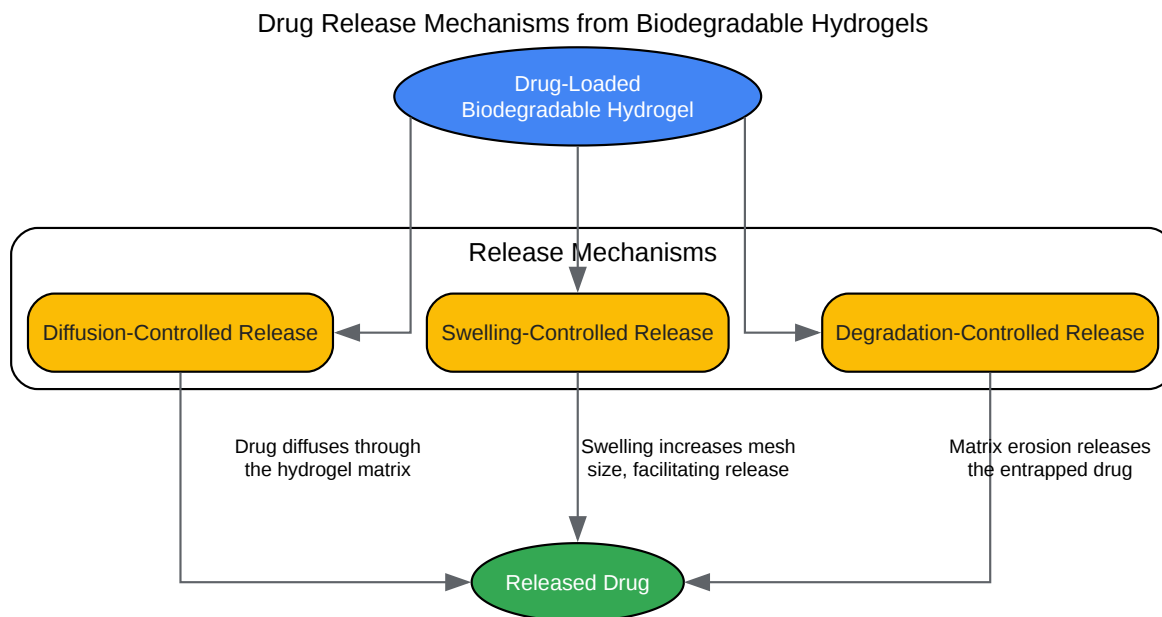 Drug Release Mechanisms from Biodegradable Hydrogels
Drug-Loaded
Biodegradable Hydrogel
Release Mechanisms
Diffusion-Controlled Release
Swelling-Controlled Release
Degradation-Controlled Release
Drug diffuses through
the hydrogel matrix
Swelling increases mesh
size, facilitating release
Matrix erosion releases
the entrapped drug
Released Drug